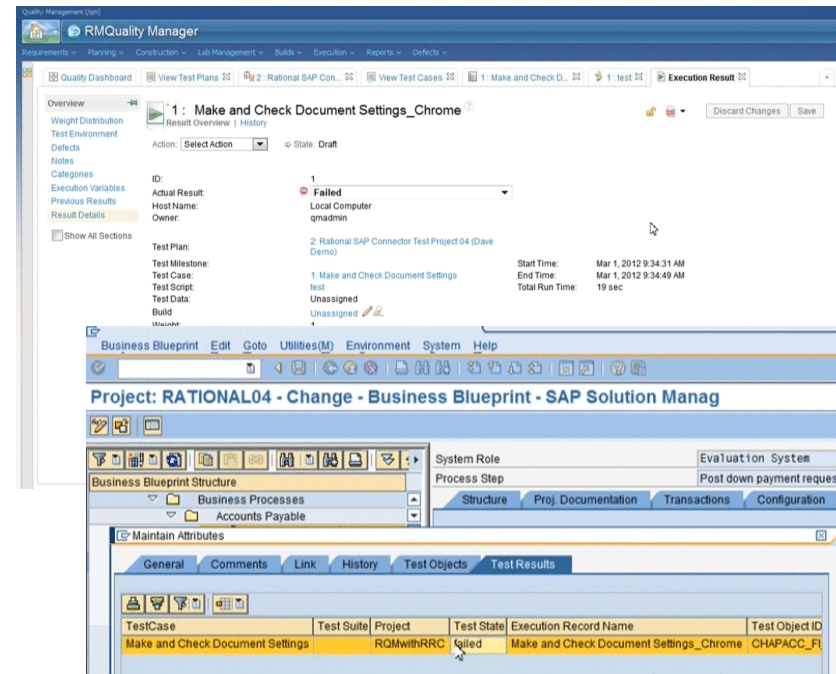 Quality Management (/qm)
RMQuality Manager
Requirements Planning Construction Lab Management Builds Execution Reports Defects
Quality Dashboard View Test Plans 2 : Rational SAP Con... View Test Cases 1 : Make and Check D... 1 : test Execution Result
Overview
Weight Distribution
Test Environment
Defects
Notes
Categories
Execution Variables
Previous Results
Result Details
Show All Sections
1 : Make and Check Document Settings_Chrome
Result Overview | History
Discard Changes Save
Action: Select Action State: Draft
ID: 1
Actual Result: Failed
Host Name: Local Computer
Owner: qmadmin
Test Plan: 2: Rational SAP Connector Test Project 04 (Dave
Demo)
Test Milestone: Start Time: Mar 1, 2012 9:34:31 AM
Test Case: 1: Make and Check Document Settings End Time: Mar 1, 2012 9:34:49 AM
Test Script: test Total Run Time: 19 sec
Test Data: Unassigned
Build Unassigned
Weight 1
Business Blueprint Edit Goto Utilities(M) Environment System Help
Project: RATIONAL04 - Change - Business Blueprint - SAP Solution Manag
System Role Evaluation System
Business Blueprint Structure Process Step Post down payment reques
Business Processes Structure Proj. Documentation Transactions Configuration
Accounts Payable
Maintain Attributes
General Comments Link History Test Objects Test Results
TestCase Test Suite Project Test State Execution Record Name Test Object ID
Make and Check Document Settings RQMwithRRC failed Make and Check Document Settings_Chrome CHAPACC_FI